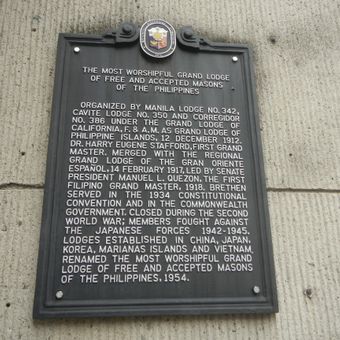 THE MOST WORSHIPFUL GRAND LODGE
OF FREE AND ACCEPTED MASONS
OF THE PHILIPPINES
ORGANIZED BY MANILA LODGE NO. 342,
CAVITE LODGE NO. 350 AND CORREGIDOR
NO. 386 UNDER THE GRAND LODGE OF
CALIFORNIA, F. & A.M. AS GRAND LODGE OF
PHILIPPINE ISLANDS, 12 DECEMBER 1912.
DR. HARRY EUGENE STAFFORD, FIRST GRAND
MASTER. MERGED WITH THE REGIONAL
GRAND LODGE OF THE GRAN ORIENTE
ESPAÑOL, 14 FEBRUARY 1917, LED BY SENATE
PRESIDENT MANUEL L. QUEZON, THE FIRST
FILIPINO GRAND MASTER, 1918. BRETHEN
SERVED IN THE 1934 CONSTITUTIONAL
CONVENTION AND IN THE COMMONWEALTH
GOVERNMENT. CLOSED DURING THE SECOND
WORLD WAR; MEMBERS FOUGHT AGAINST
THE JAPANESE FORCES 1942-1945.
LODGES ESTABLISHED IN CHINA, JAPAN,
KOREA, MARIANAS ISLANDS AND VIETNAM.
RENAMED THE MOST WORSHIPFUL GRAND
LODGE OF FREE AND ACCEPTED MASONS
OF THE PHILIPPINES, 1954.